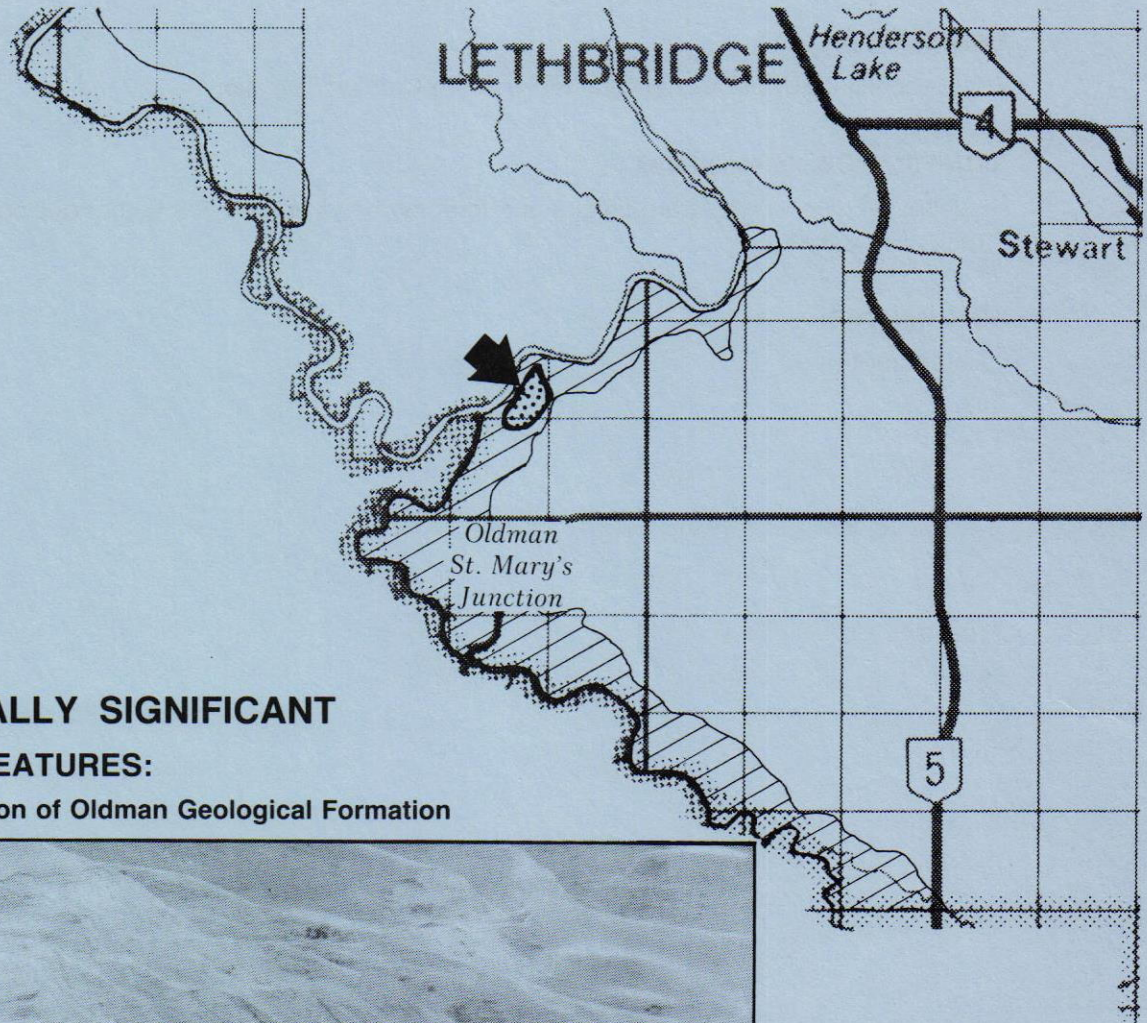 LETHBRIDGE
Henderson
Lake
4
Stewart
Oldman
St. Mary's
Junction
ALLY SIGNIFICANT
EATURES:
on of Oldman Geological Formation
5